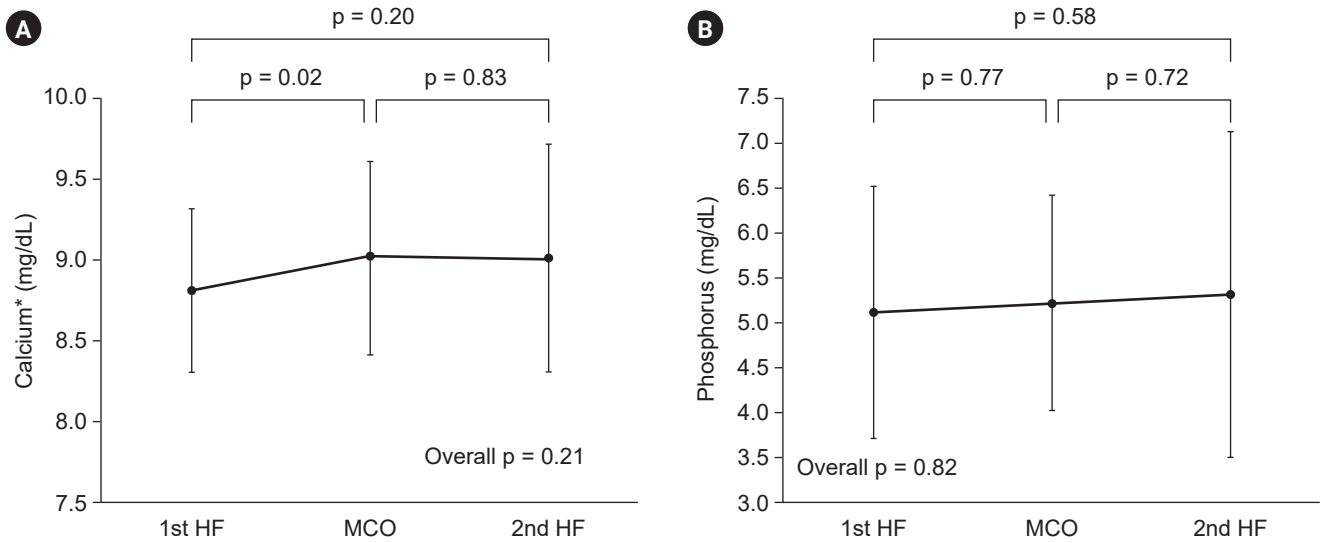 A
p = 0.20
p = 0.02
p = 0.83
10.0
9.5
9.0
8.5
8.0
7.5
Calcium* (mg/dL)
Overall p = 0.21
1st HF
MCO
2nd HF
B
p = 0.58
p = 0.77
p = 0.72
7.5
7.0
6.5
6.0
5.5
5.0
4.5
4.0
3.5
3.0
Phosphorus (mg/dL)
Overall p = 0.82
1st HF
MCO
2nd HF